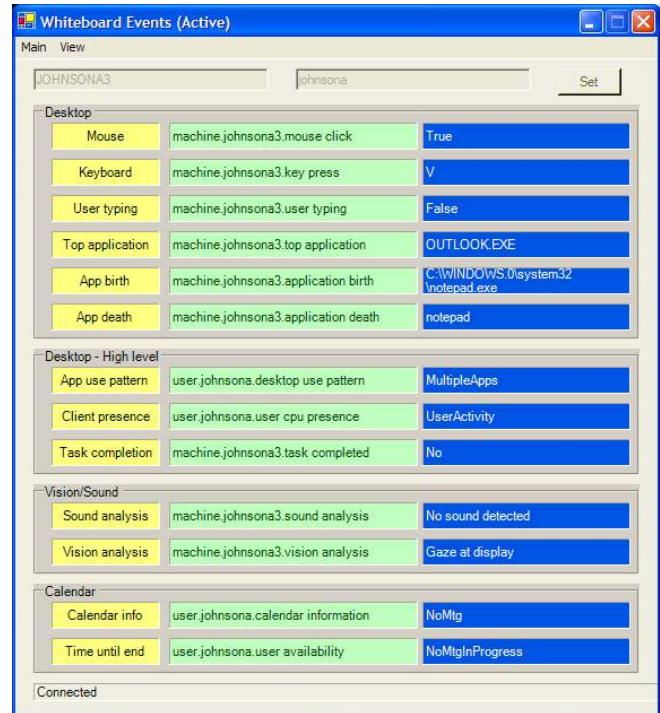 Whiteboard Events (Active)
Main View
JOHNSONA3 johnsona Set
Desktop
Mouse machine.johnsona3.mouse click True
Keyboard machine.johnsona3.key press V
User typing machine.johnsona3.user typing False
Top application machine.johnsona3.top application OUTLOOK.EXE
App birth machine.johnsona3.application birth C:\WINDOWS.0\system32
\notepad.exe
App death machine.johnsona3.application death notepad
Desktop - High level
App use pattern user.johnsona.desktop use pattern MultipleApps
Client presence user.johnsona.user cpu presence UserActivity
Task completion machine.johnsona3.task completed No
Vision/Sound
Sound analysis machine.johnsona3.sound analysis No sound detected
Vision analysis machine.johnsona3.vision analysis Gaze at display
Calendar
Calendar info user.johnsona.calendar information NoMtg
Time until end user.johnsona.user availability NoMtgInProgress
Connected